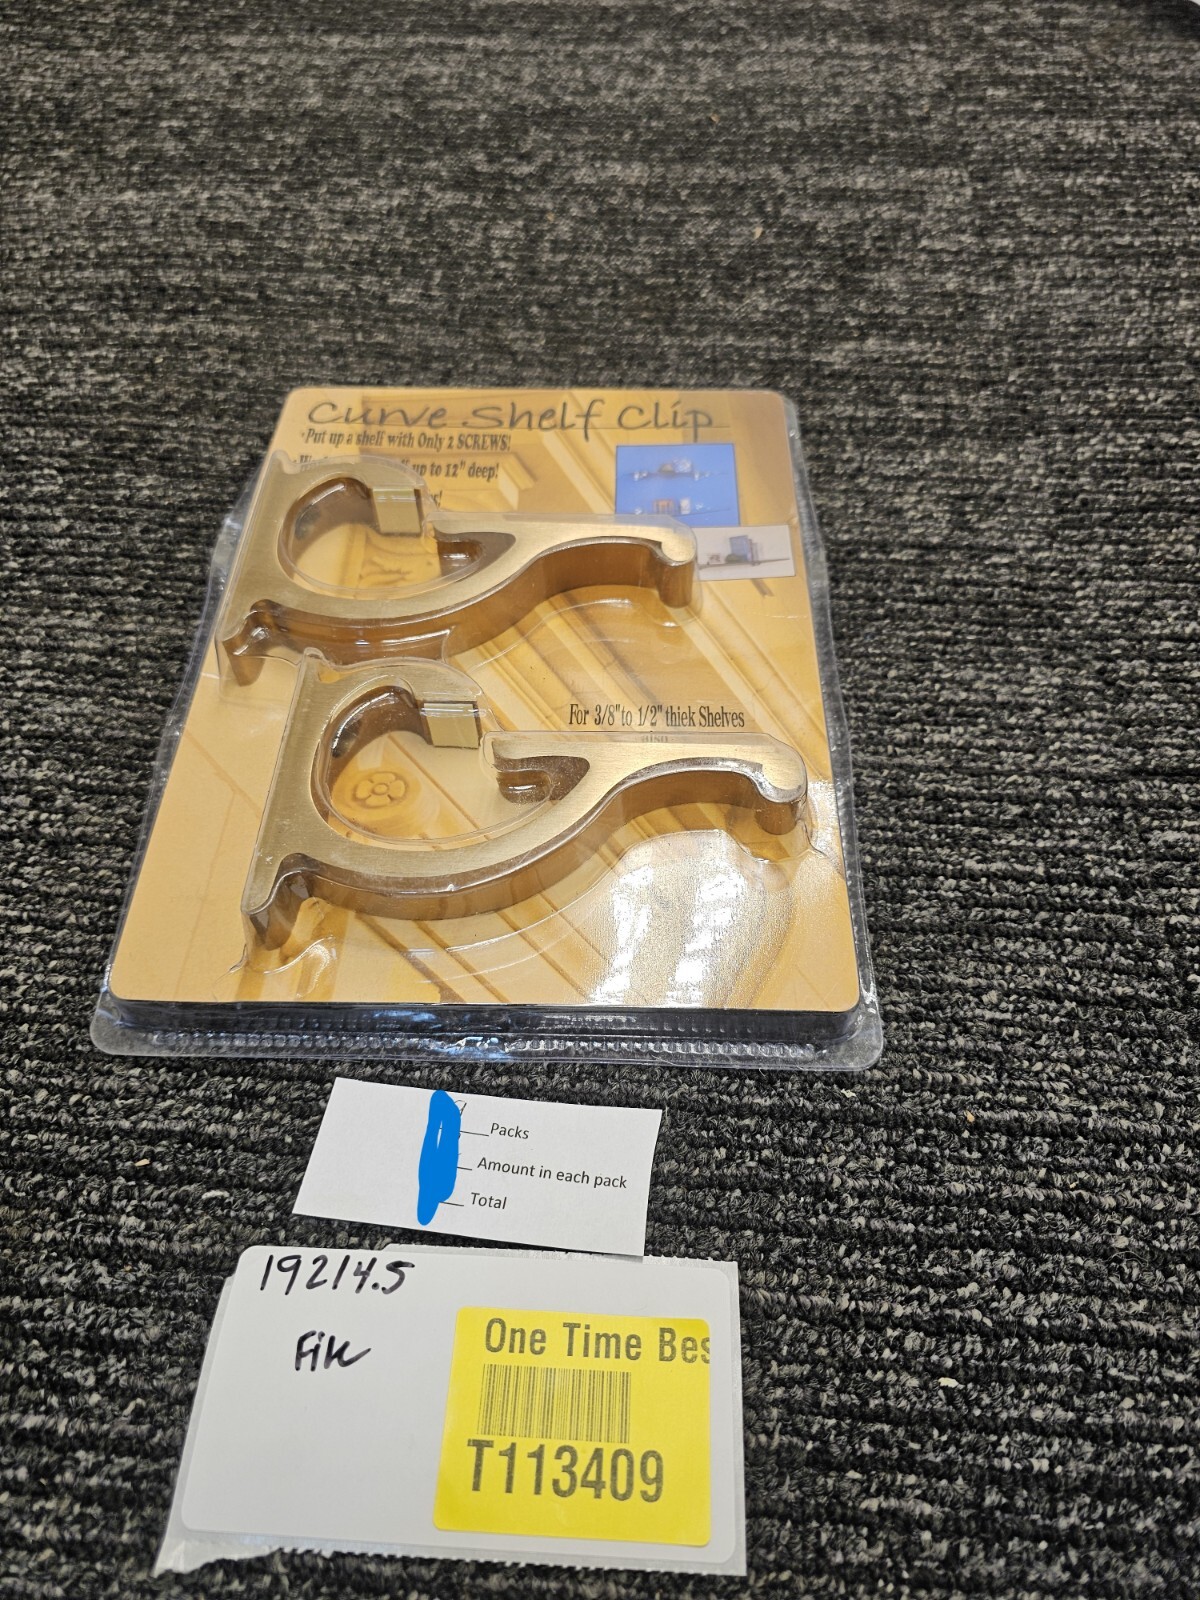 Curve Shelf Clip
*Put up a shelf with Only 2 SCREWS!
up to 12" deep!
For 3/8" to 1/2" thick Shelves
also
Packs
Amount in each pack
Total
19214.5
One Time Bes
T113409